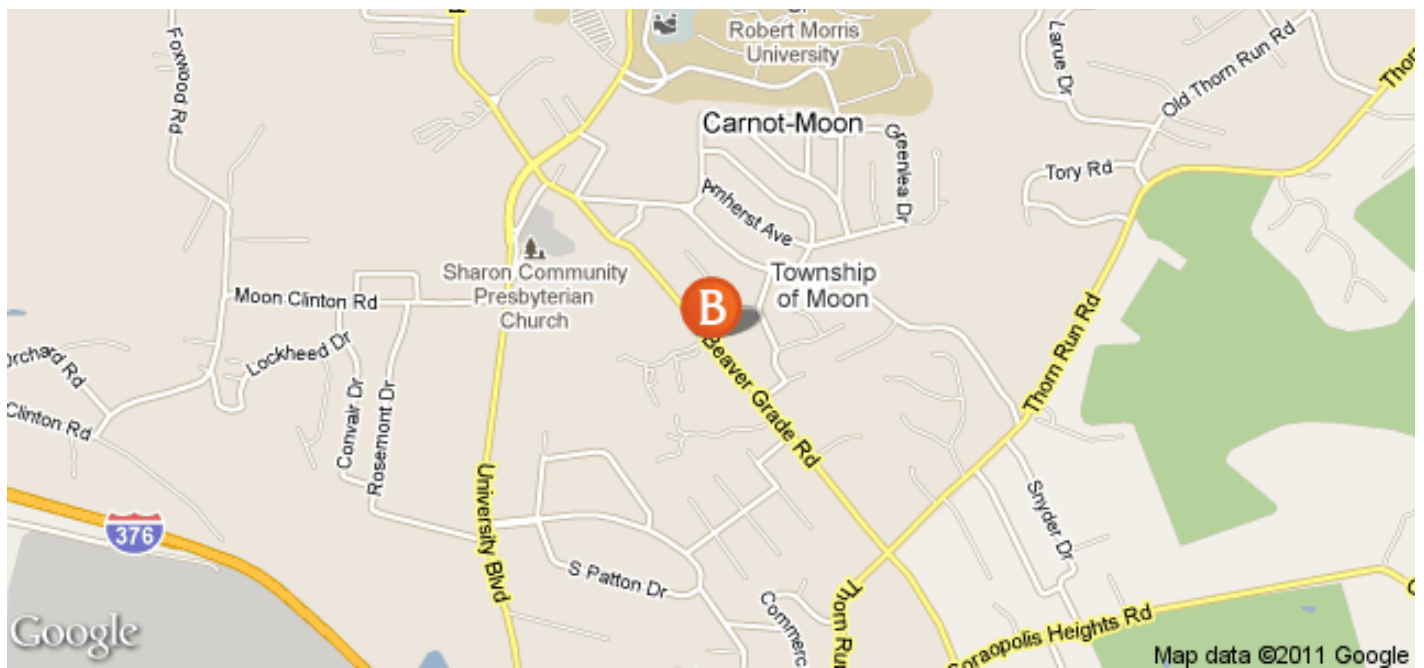 Foxwood Rd
Robert Morris
University
Larue Dr
Old Thorn Run Rd
Carnot-Moon
Greenlea Dr
Tory Rd
Amherst Ave
Sharon Community
Presbyterian
Church
Township
of Moon
Moon Clinton Rd
B
Lockheed Dr
Orchard Rd
Thorn Run Rd
Beaver Grade Rd
Convair Dr
Rosemont Dr
Clinton Rd
University Blvd
376
Snyder Dr
S Patton Dr
Thorn Run
Coraopolis Heights Rd
Google
Map data ©2011 Google